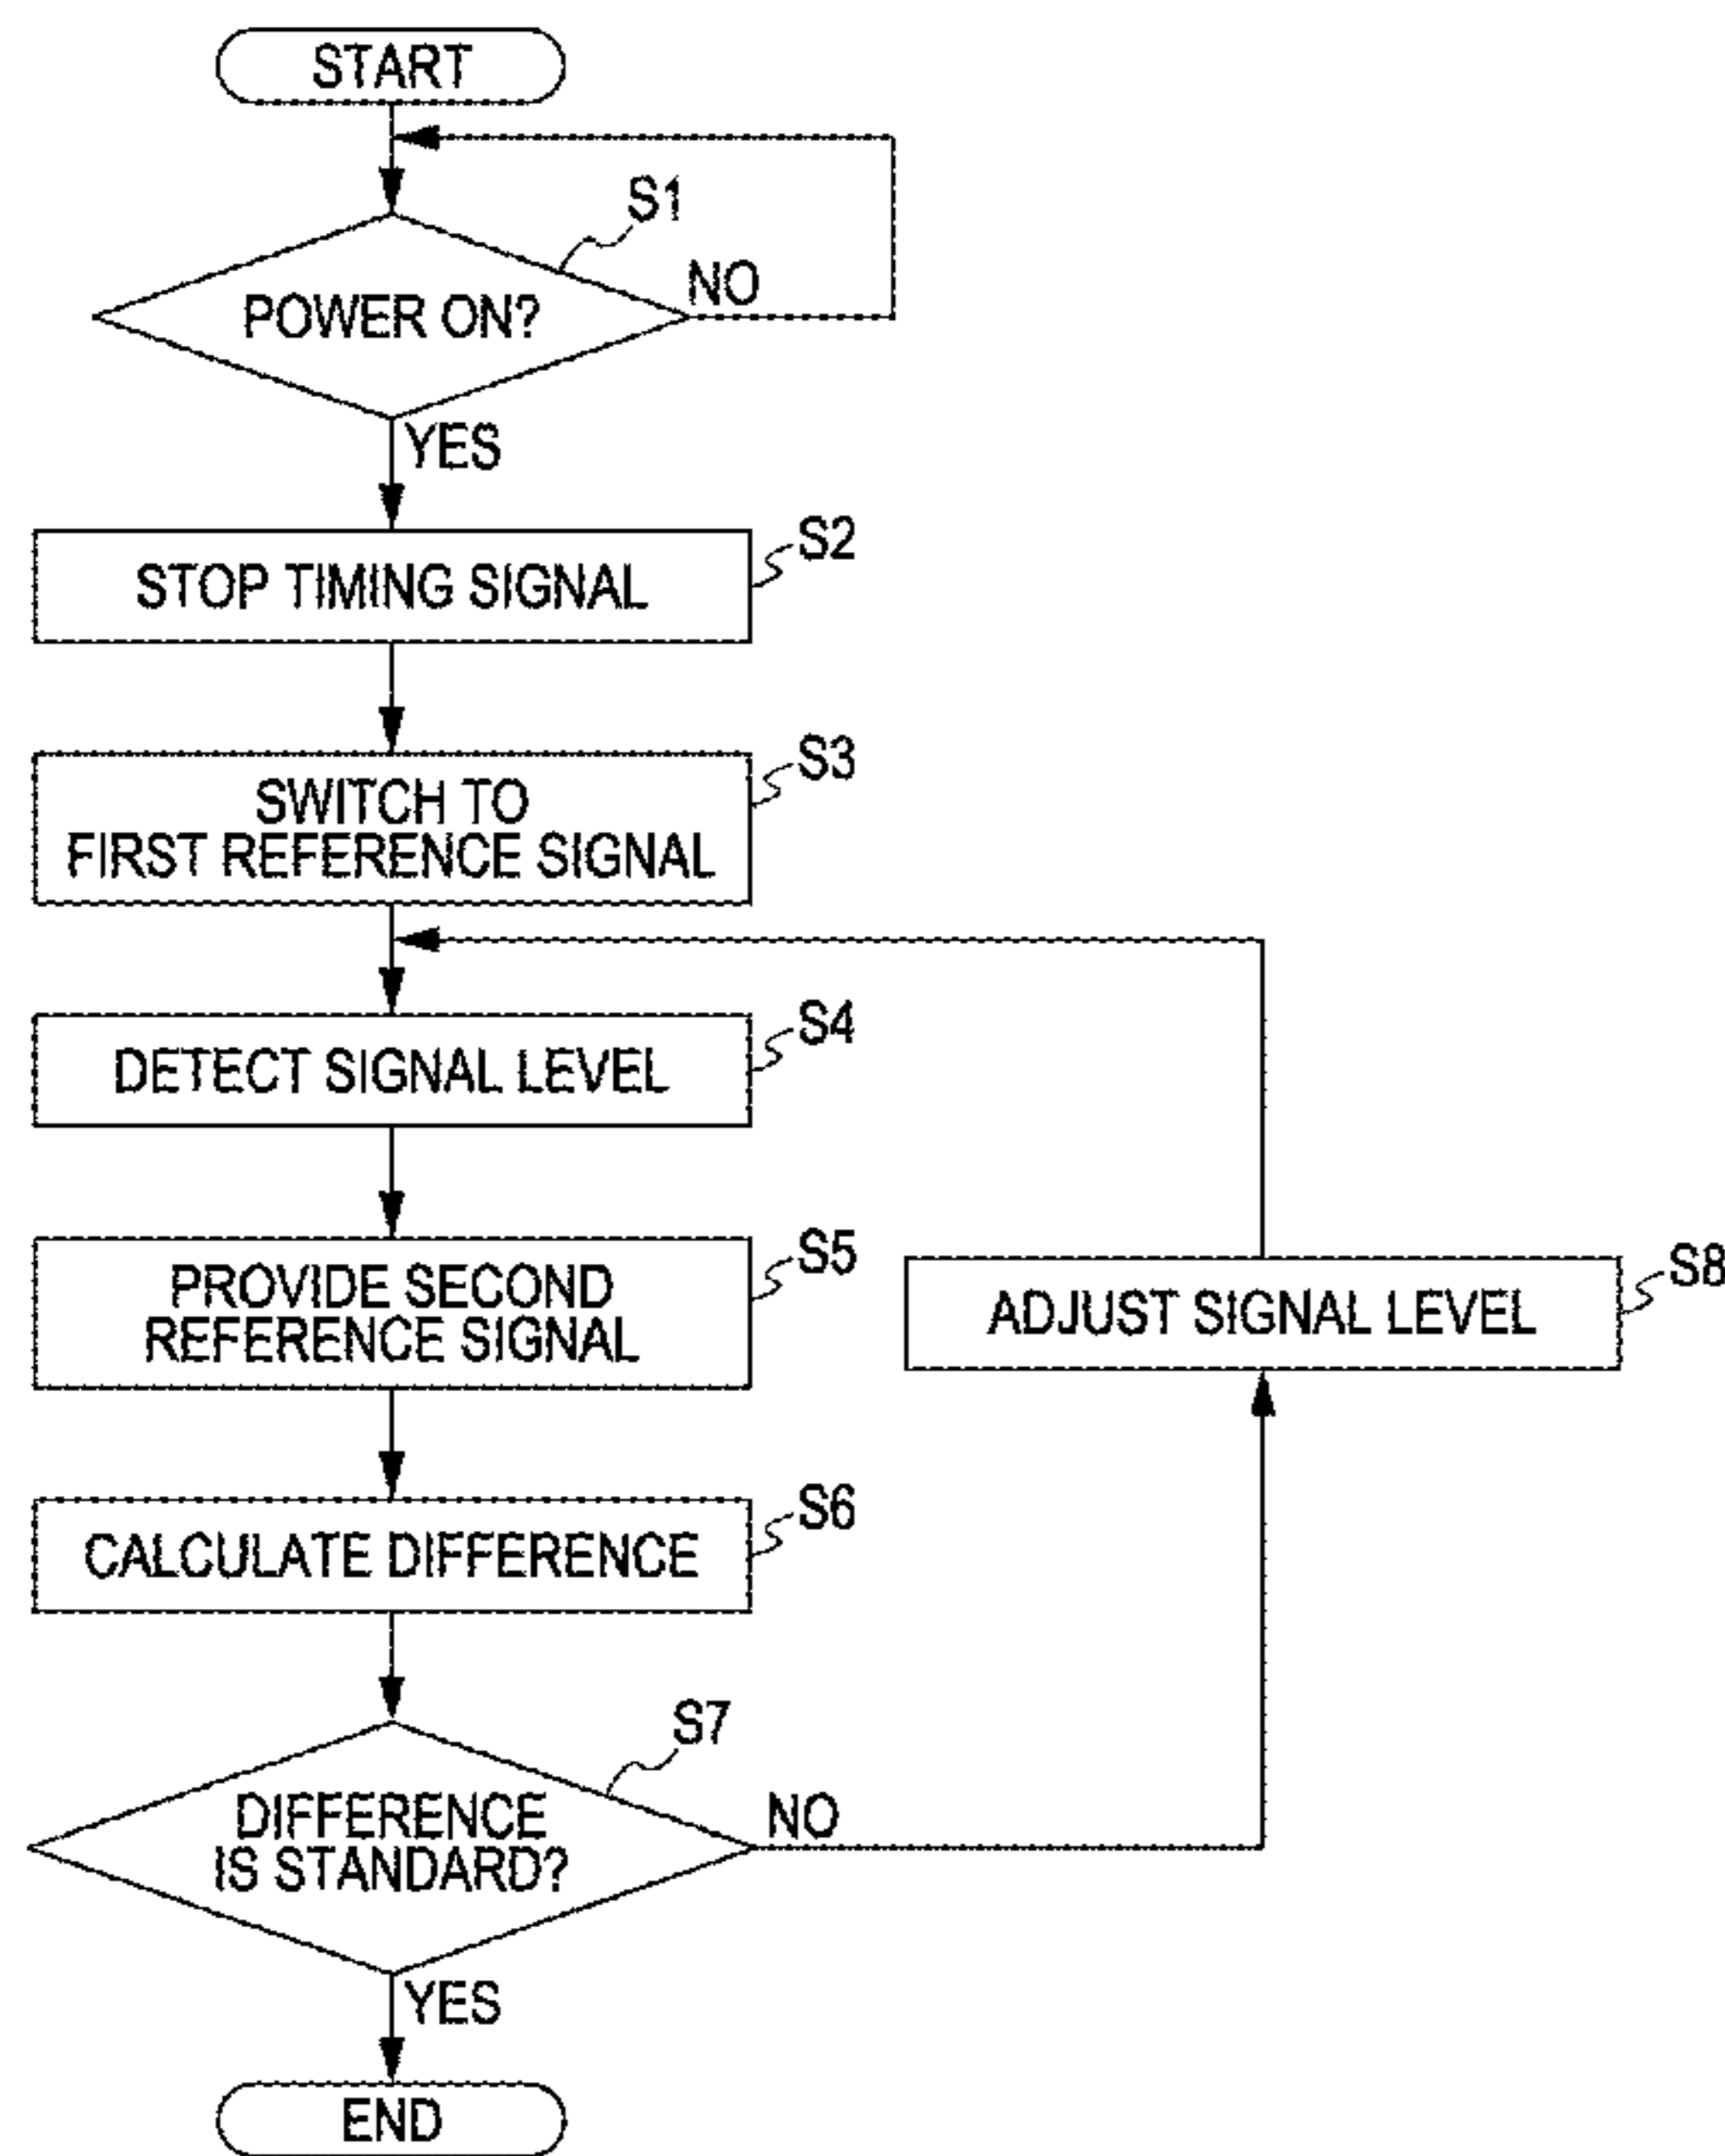 START
S1
POWER ON?
NO
YES
S2
STOP TIMING SIGNAL
S3
SWITCH TO
FIRST REFERENCE SIGNAL
S4
DETECT SIGNAL LEVEL
S5
PROVIDE SECOND
REFERENCE SIGNAL
S8
ADJUST SIGNAL LEVEL
S6
CALCULATE DIFFERENCE
S7
DIFFERENCE
IS STANDARD?
NO
YES
END